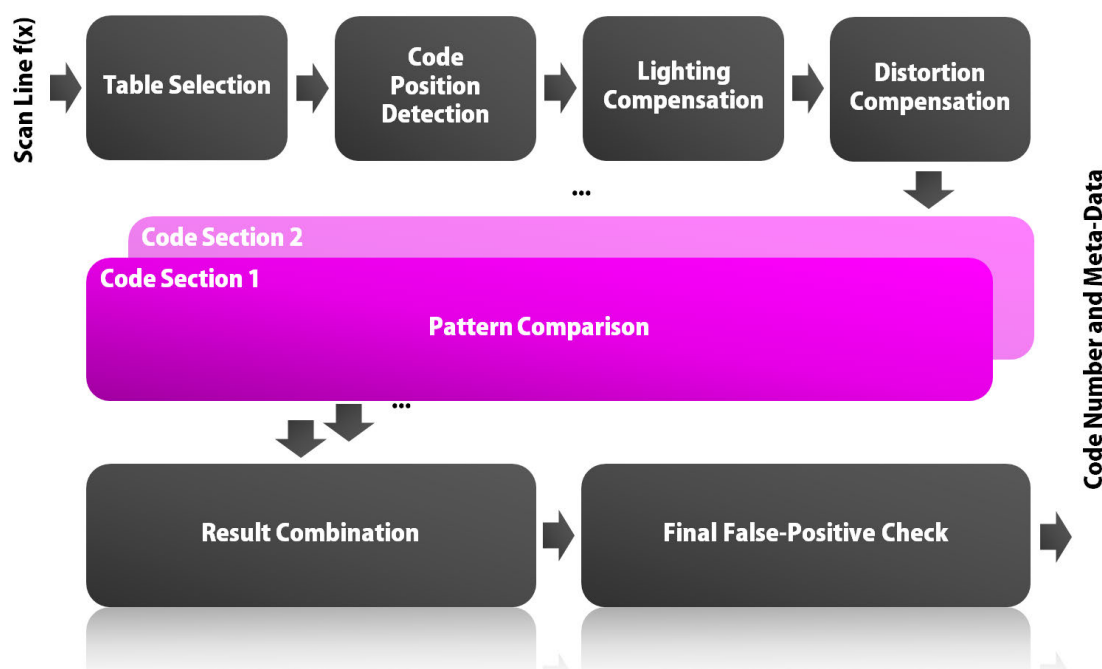 Scan Line f(x)
Table Selection
Code
Position
Detection
Lighting
Compensation
Distortion
Compensation
...
Code Section 2
Code Section 1
Pattern Comparison
...
Result Combination
Final False-Positive Check
Code Number and Meta-Data